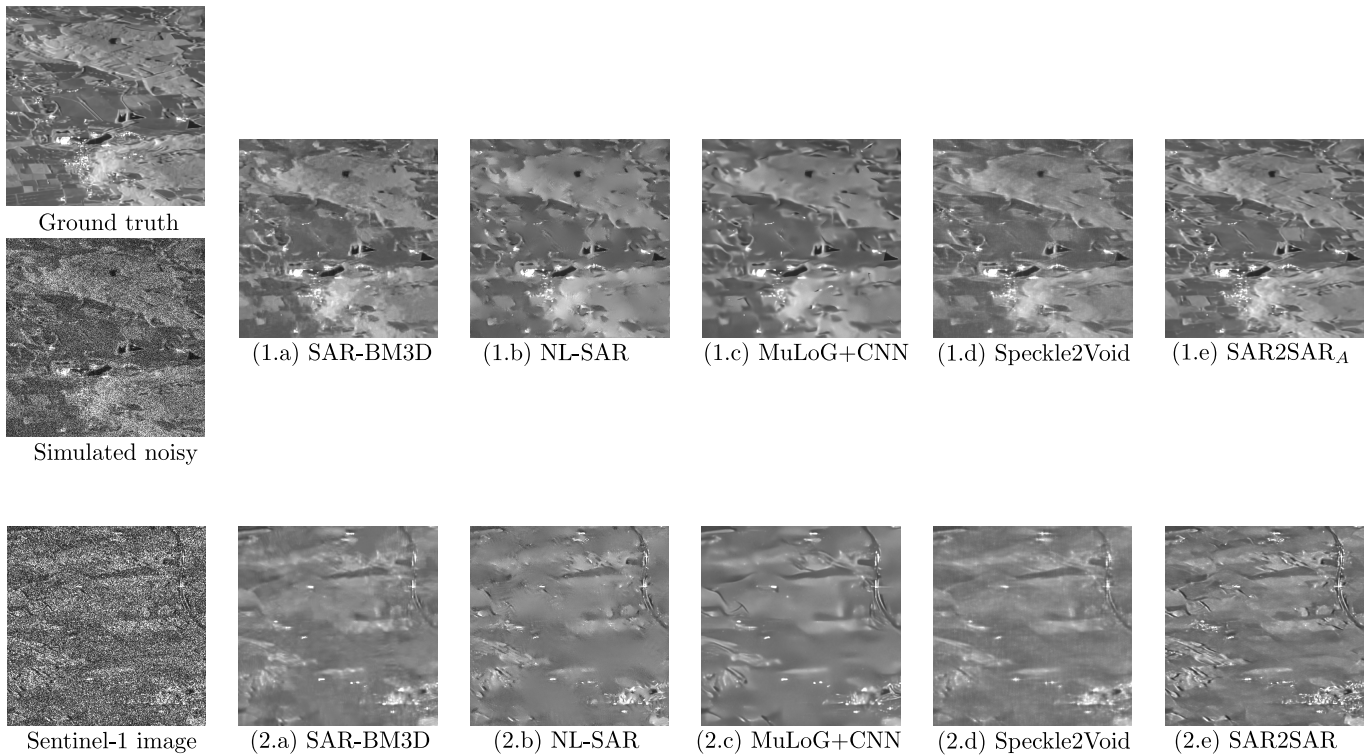 Ground truth
Simulated noisy
(1.a) SAR-BM3D
(1.b) NL-SAR
(1.c) MuLoG+CNN
(1.d) Speckle2Void
(1.e) SAR2SAR_A
Sentinel-1 image
(2.a) SAR-BM3D
(2.b) NL-SAR
(2.c) MuLoG+CNN
(2.d) Speckle2Void
(2.e) SAR2SAR